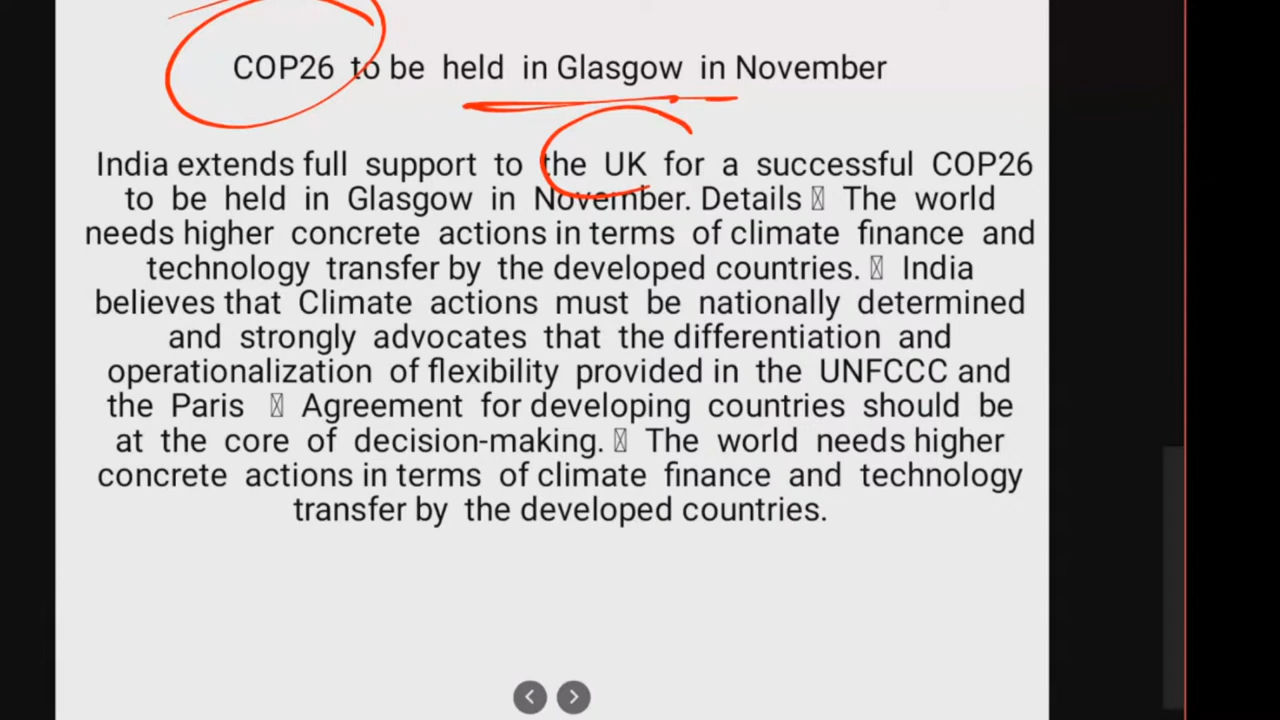 COP26 to be held in Glasgow in November
India extends full support to the UK for a successful COP26
to be held in Glasgow in November. Details ▯ The world
needs higher concrete actions in terms of climate finance and
technology transfer by the developed countries. ▯ India
believes that Climate actions must be nationally determined
and strongly advocates that the differentiation and
operationalization of flexibility provided in the UNFCCC and
the Paris ▯ Agreement for developing countries should be
at the core of decision-making. ▯ The world needs higher
concrete actions in terms of climate finance and technology
transfer by the developed countries.